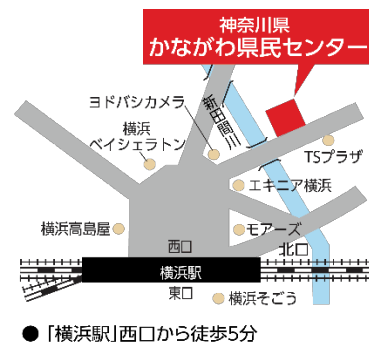 神奈川県
かながわ県民センター
ヨドバシカメラ
新田間川
横浜
ベイシェラトン
TSプラザ
エキニア横浜
横浜高島屋
モアーズ
西口
北口
横浜駅
東口
横浜そごう
●「横浜駅」西口から徒歩5分